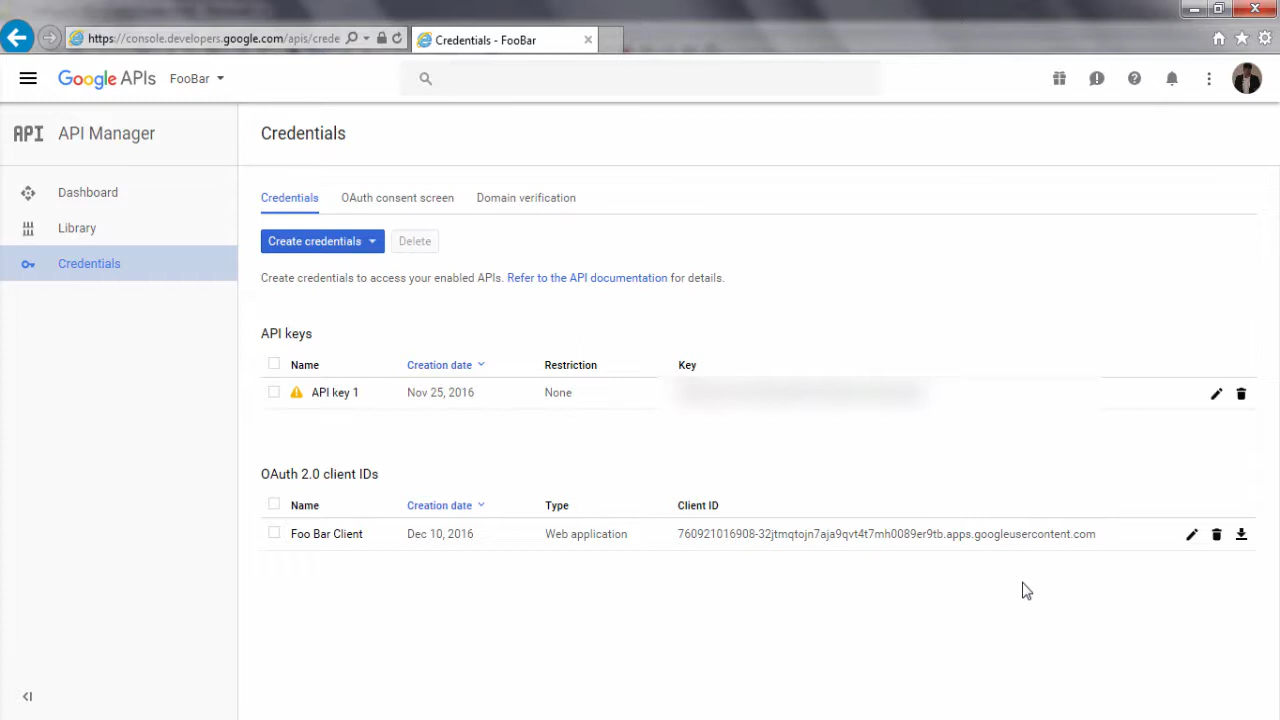 https://console.developers.google.com/apis/crede
Credentials - FooBar
Google APIs
FooBar
API API Manager
Credentials
Dashboard
Library
Credentials
Credentials OAuth consent screen Domain verification
Create credentials Delete
Create credentials to access your enabled APIs. Refer to the API documentation for details.
API keys
Name Creation date Restriction Key
API key 1 Nov 25, 2016 None
OAuth 2.0 client IDs
Name Creation date Type Client ID
Foo Bar Client Dec 10, 2016 Web application 760921016908-32jtmqtojn7aja9qvt4t7mh0089er9tb.apps.googleusercontent.com